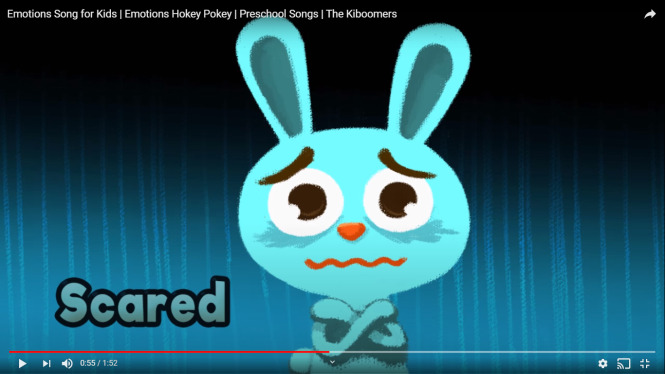 Emotions Song for Kids | Emotions Hokey Pokey | Preschool Songs | The Kiboomers
Scared
0:55 / 1:52